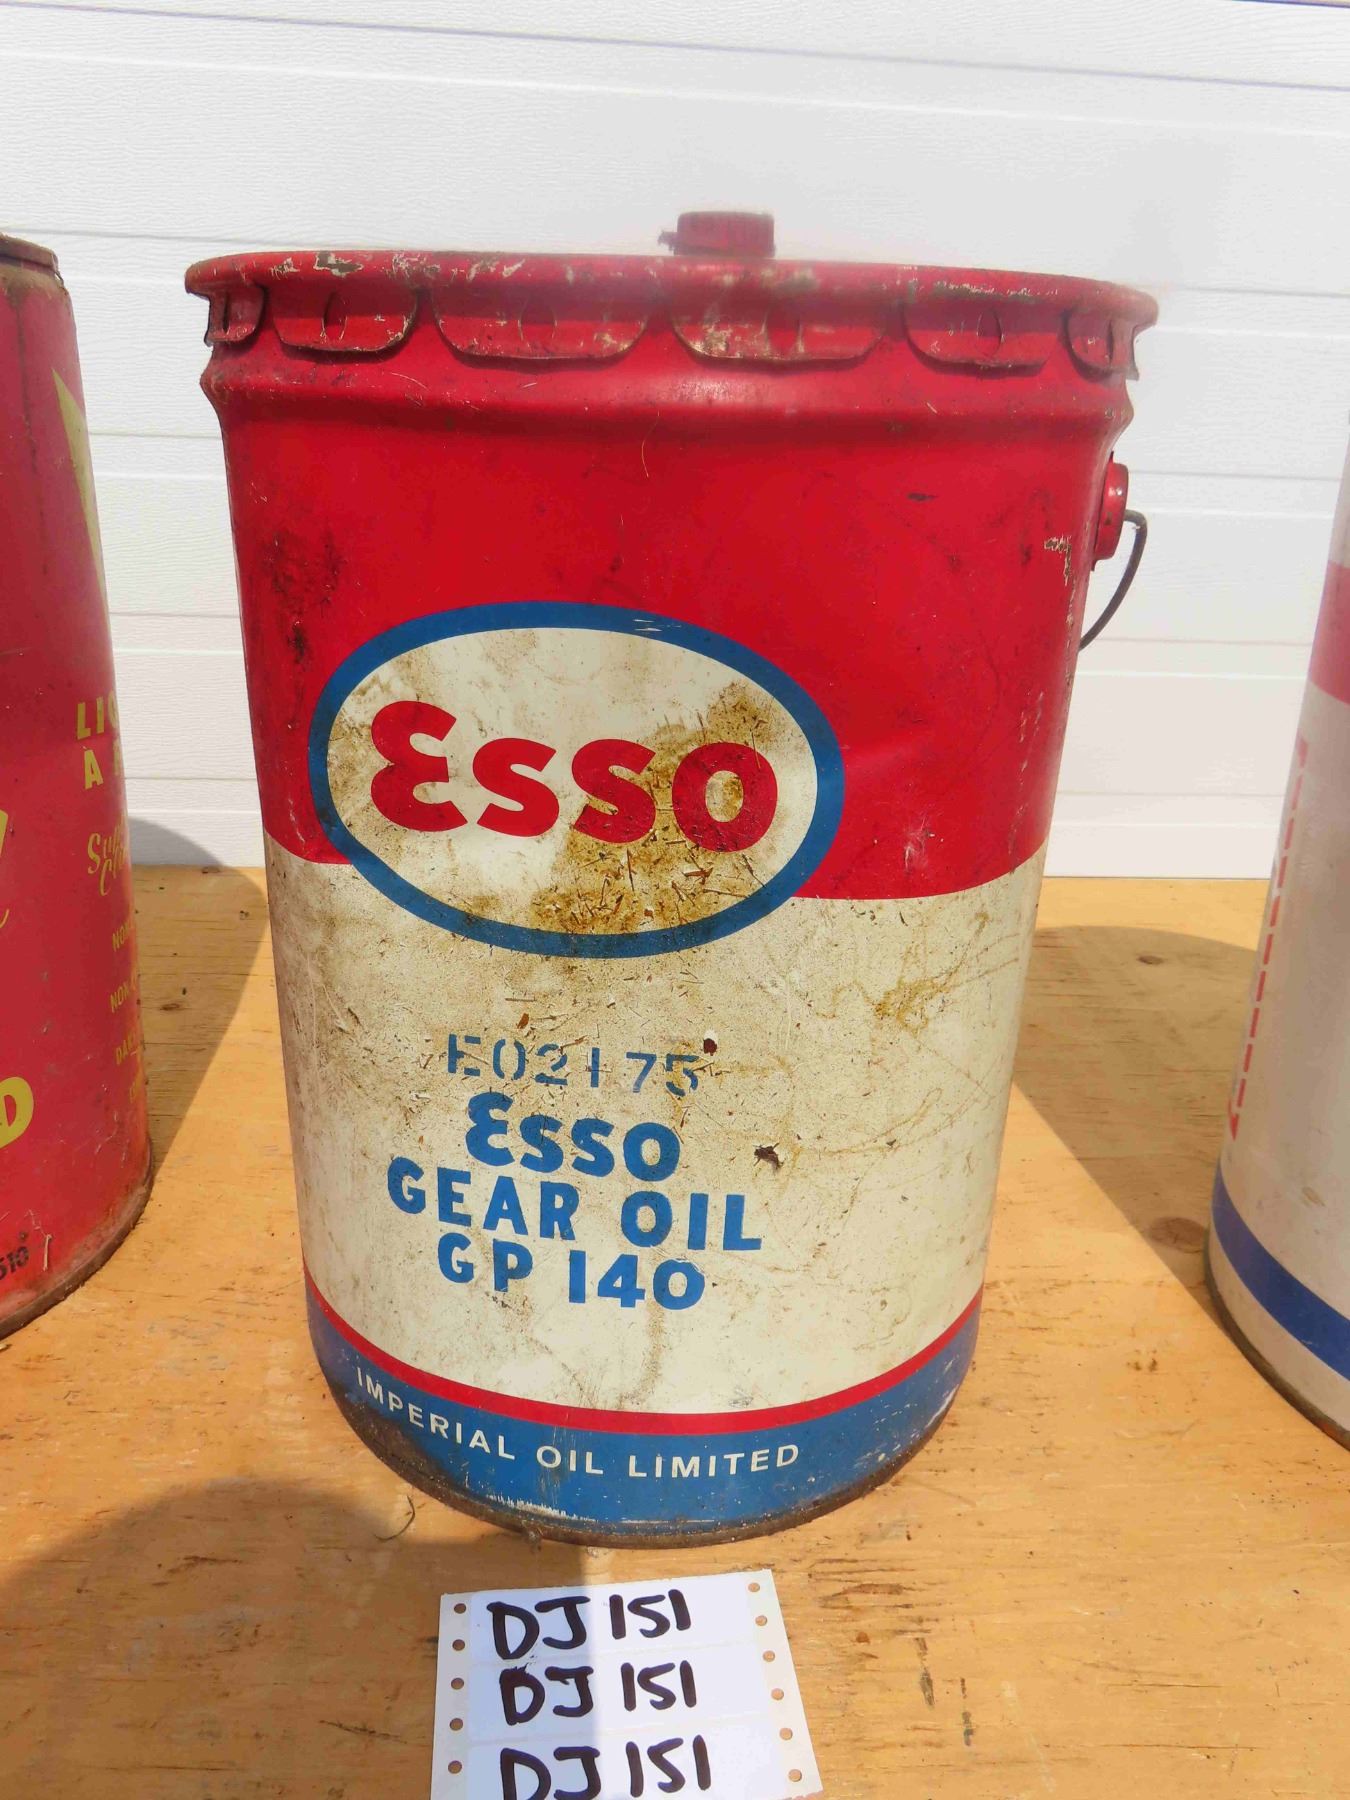 Esso
E02175
Esso
GEAR OIL
GP 140
IMPERIAL OIL LIMITED
DJ 151
DJ 151
DJ 151